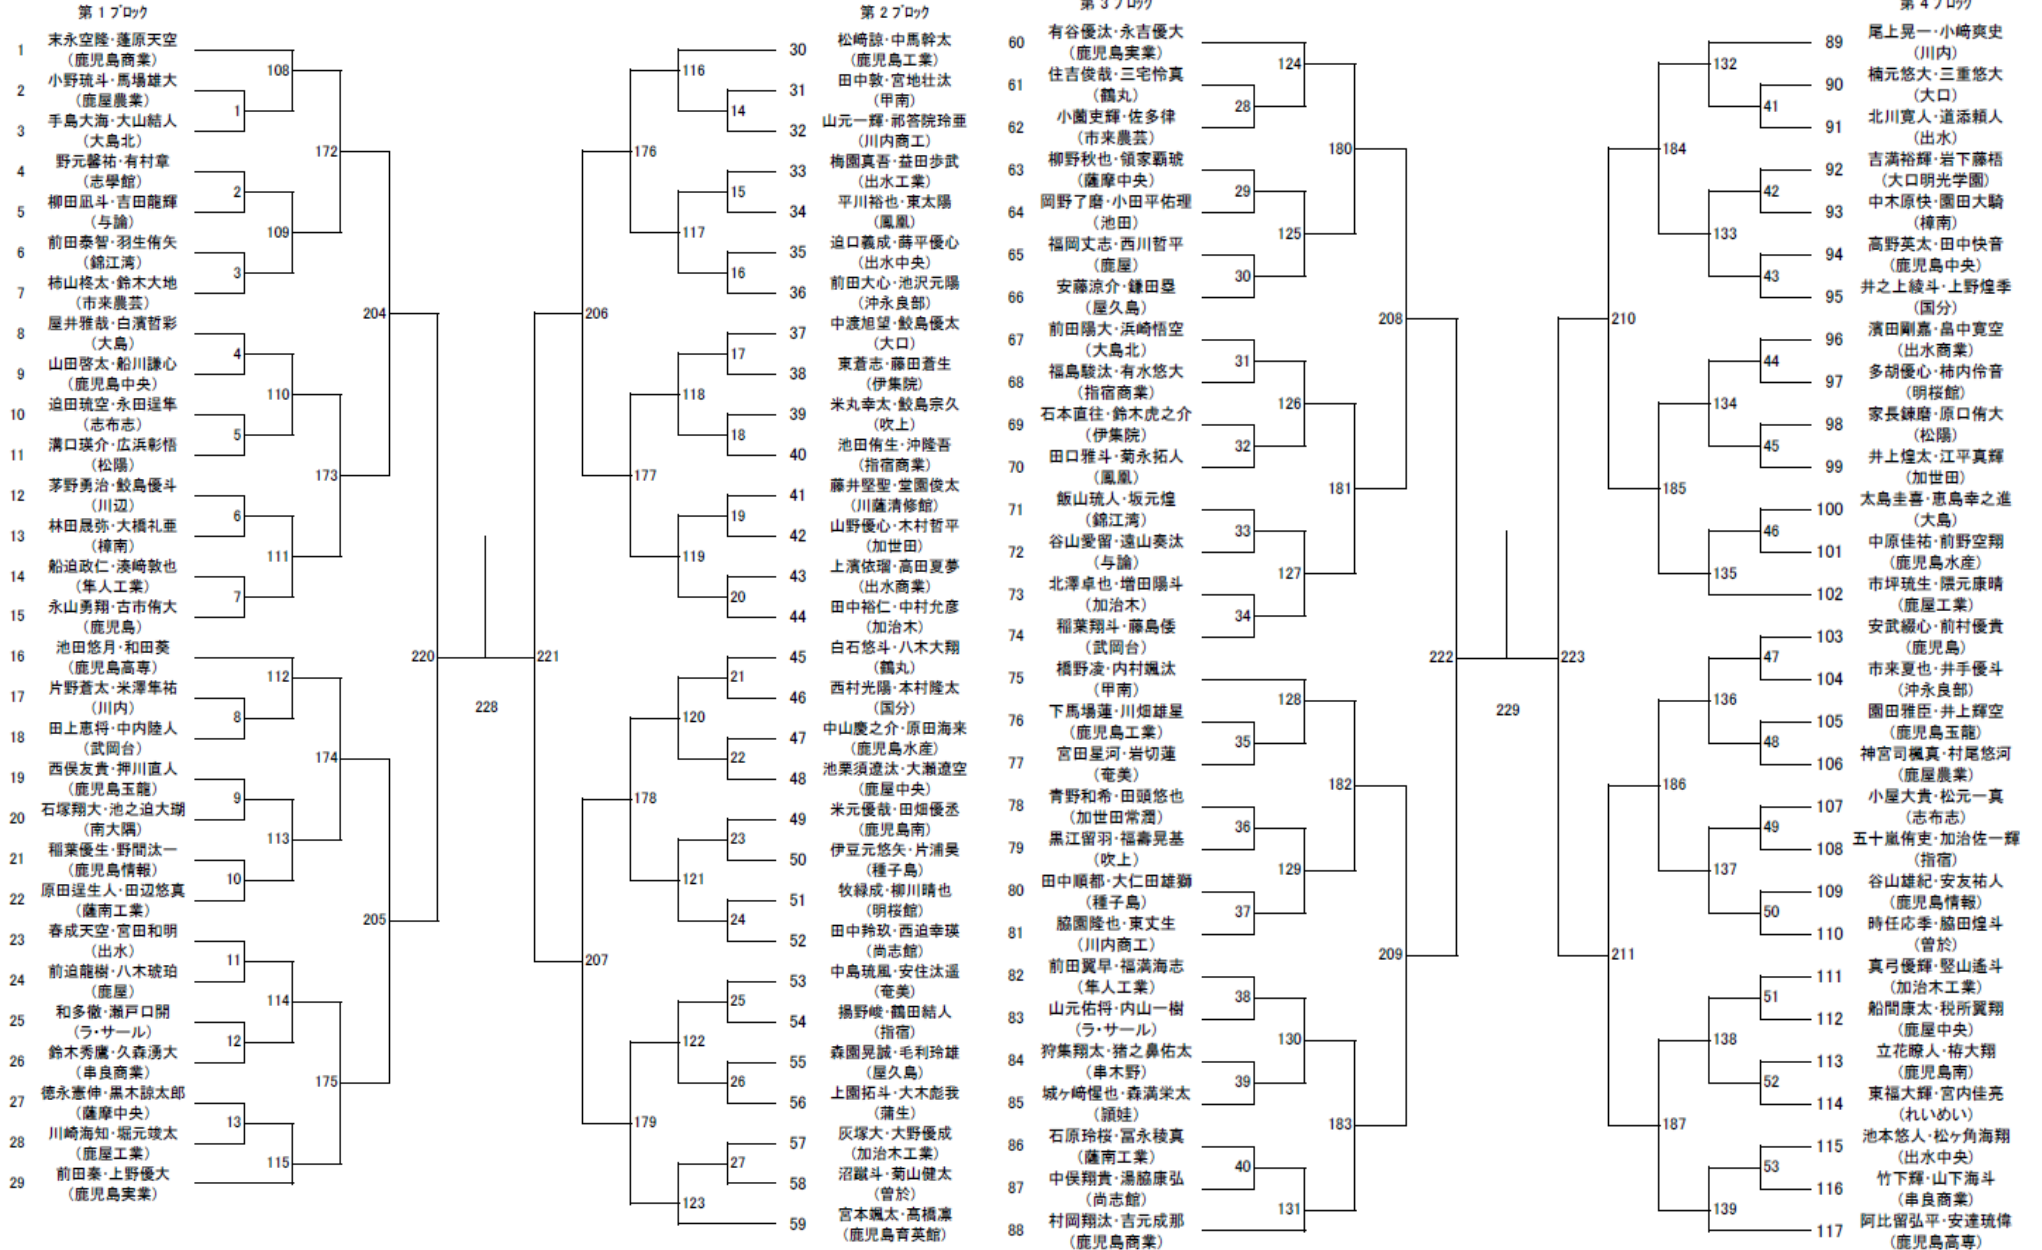 第１ブロック
1 末永空隆・蓬原天空
(鹿児島商業)
2 小野琉斗・馬場雄大
(鹿屋農業)
3 手島大海・大山結人
(大島北)
4 野元馨祐・有村章
(志學館)
5 柳田凪斗・吉田龍輝
(与論)
6 前田泰智・羽生侑矢
(錦江湾)
7 柿山柊太・鈴木大地
(市来農芸)
8 屋井雅哉・白濱哲彩
(大島)
9 山田啓太・船川謙心
(鹿児島中央)
10 迫田琉空・永田逞隼
(志布志)
11 溝口瑛介・広浜彰悟
(松陽)
12 茅野勇治・鮫島優斗
(川辺)
13 林田晟弥・大橋礼亜
(樟南)
14 船迫政仁・湊﨑敦也
(隼人工業)
15 永山勇翔・古市侑大
(鹿児島)
16 池田悠月・和田葵
(鹿児島高専)
17 片野蒼太・米澤隼祐
(川内)
18 田上恵将・中内陸人
(武岡台)
19 西俣友貴・押川直人
(鹿児島玉龍)
20 石塚翔大・池之迫大瑚
(南大隅)
21 稲葉優生・野間汰一
(鹿児島情報)
22 原田逞生人・田辺悠真
(薩南工業)
23 春成天空・宮田和明
(出水)
24 前迫龍樹・八木琥珀
(鹿屋)
25 和多徹・瀬戸口開
(ラ・サール)
26 鈴木秀鷹・久森湧大
(串良商業)
27 徳永憲伸・黒木諒太郎
(薩摩中央)
28 川崎海知・堀元竣太
(鹿屋工業)
29 前田秦・上野優大
(鹿児島実業)
108
1
172
2
109
3
204
4
110
5
173
6
111
7
220
112
8
174
9
113
10
205
11
114
12
175
13
115
228
第２ブロック
30 松﨑諒・中馬幹太
(鹿児島工業)
31 田中敦・宮地壮汰
(甲南)
32 山元一輝・祁答院玲亜
(川内商工)
33 梅園真吾・益田歩武
(出水工業)
34 平川裕也・東太陽
(鳳凰)
35 迫口義成・蒔平優心
(出水中央)
36 前田大心・池沢元陽
(沖永良部)
37 中渡旭望・鮫島優太
(大口)
38 東蒼志・藤田蒼生
(伊集院)
39 米丸幸太・鮫島宗久
(吹上)
40 池田侑生・沖隆吾
(指宿商業)
41 藤井堅聖・堂園俊太
(川薩清修館)
42 山野優心・木村哲平
(加世田)
43 上濱依瑠・高田夏夢
(出水商業)
44 田中裕仁・中村允彦
(加治木)
45 白石悠斗・八木大翔
(鶴丸)
46 西村光陽・本村隆太
(国分)
47 中山慶之介・原田海来
(鹿児島水産)
48 池栗須遼汰・大瀬遼空
(鹿屋中央)
49 米元優哉・田畑優丞
(鹿児島南)
50 伊豆元悠矢・片浦昊
(種子島)
51 牧緑成・柳川晴也
(明桜館)
52 田中羚玖・西迫幸瑛
(尚志館)
53 中島琉風・安住汰遥
(奄美)
54 揚野峻・鶴田結人
(指宿)
55 森園晃誠・毛利玲雄
(屋久島)
56 上園拓斗・大木彪我
(蒲生)
57 灰塚大・大野優成
(加治木工業)
58 沼蹴斗・菊山健太
(曽於)
59 宮本颯太・高橋凛
(鹿児島育英館)
116
14
176
15
117
16
206
17
118
18
177
19
119
20
221
21
120
22
178
23
121
24
207
25
122
26
179
27
123
第３ブロック
60 有谷優汰・永吉優大
(鹿児島実業)
61 住吉俊哉・三宅怜真
(鶴丸)
62 小薗吏輝・佐多律
(市来農芸)
63 柳野秋也・領家覇琥
(薩摩中央)
64 岡野了磨・小田平佑理
(池田)
65 福岡丈志・西川哲平
(鹿屋)
66 安藤涼介・鎌田塁
(屋久島)
67 前田陽大・浜崎悟空
(大島北)
68 福島駿汰・有水悠大
(指宿商業)
69 石本直往・鈴木虎之介
(伊集院)
70 田口雅斗・菊永拓人
(鳳凰)
71 飯山琉人・坂元煌
(錦江湾)
72 谷山愛留・遠山奏汰
(与論)
73 北澤卓也・増田陽斗
(加治木)
74 稲葉翔斗・藤島倭
(武岡台)
75 橋野凌・内村颯汰
(甲南)
76 下馬場蓮・川畑雄星
(鹿児島工業)
77 宮田星河・岩切蓮
(奄美)
78 青野和希・田頭悠也
(加世田常潤)
79 黒江留羽・福壽晃基
(吹上)
80 田中順都・大仁田雄獅
(種子島)
81 脇園隆也・東丈生
(川内商工)
82 前田翼早・福満海志
(隼人工業)
83 山元佑将・内山一樹
(ラ・サール)
84 狩集翔太・猪之鼻佑太
(串木野)
85 城ヶ﨑惺也・森満栄太
(頴娃)
86 石原玲桜・冨永稜真
(薩南工業)
87 中俣翔貴・湯脇康弘
(尚志館)
88 村岡翔汰・吉元成那
(鹿児島商業)
124
28
180
29
125
30
208
31
126
32
181
33
127
34
222
128
35
182
36
129
37
209
38
130
39
183
40
131
229
第４ブロック
89 尾上晃一・小﨑爽史
(川内)
90 楠元悠大・三重悠大
(大口)
91 北川寛人・道添頼人
(出水)
92 吉満裕輝・岩下藤梧
(大口明光学園)
93 中木原快・園田大騎
(樟南)
94 高野英太・田中快音
(鹿児島中央)
95 井之上綾斗・上野煌季
(国分)
96 濱田剛嘉・畠中寛空
(出水商業)
97 多胡優心・柿内伶音
(明桜館)
98 家長錬磨・原口侑大
(松陽)
99 井上煌太・江平真輝
(加世田)
100 太島圭喜・恵島幸之進
(大島)
101 中原佳祐・前野空翔
(鹿児島水産)
102 市坪琉生・隈元康晴
(鹿屋工業)
103 安武綴心・前村優貴
(鹿児島)
104 市来夏也・井手優斗
(沖永良部)
105 園田雅臣・井上輝空
(鹿児島玉龍)
106 神宮司楓真・村尾悠河
(鹿屋農業)
107 小屋大貴・松元一真
(志布志)
108 五十嵐侑吏・加治佐一輝
(指宿)
109 谷山雄紀・安友祐人
(鹿児島情報)
110 時任応季・脇田煌斗
(曽於)
111 真弓優輝・竪山遙斗
(加治木工業)
112 船間康太・税所翼翔
(鹿屋中央)
113 立花瞭人・栫大翔
(鹿児島南)
114 東福大輝・宮内佳亮
(れいめい)
115 池本悠人・松ヶ角海翔
(出水中央)
116 竹下輝・山下海斗
(串良商業)
117 阿比留弘平・安達琉偉
(鹿児島高専)
132
41
184
42
133
43
210
44
134
45
185
46
135
223
47
136
48
186
49
137
50
211
51
138
52
187
53
139